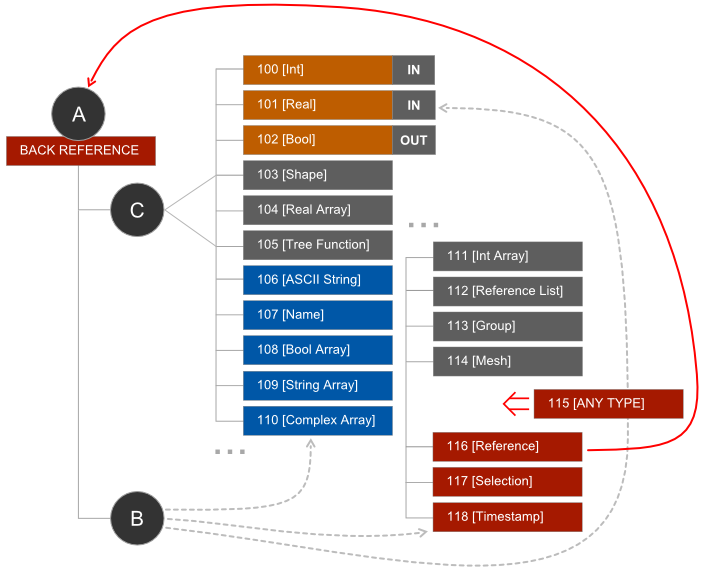 A
BACK REFERENCE
C
B
100 [Int] IN
101 [Real] IN
102 [Bool] OUT
103 [Shape]
104 [Real Array]
105 [Tree Function]
106 [ASCII String]
107 [Name]
108 [Bool Array]
109 [String Array]
110 [Complex Array]
...
...
111 [Int Array]
112 [Reference List]
113 [Group]
114 [Mesh]
115 [ANY TYPE]
116 [Reference]
117 [Selection]
118 [Timestamp]